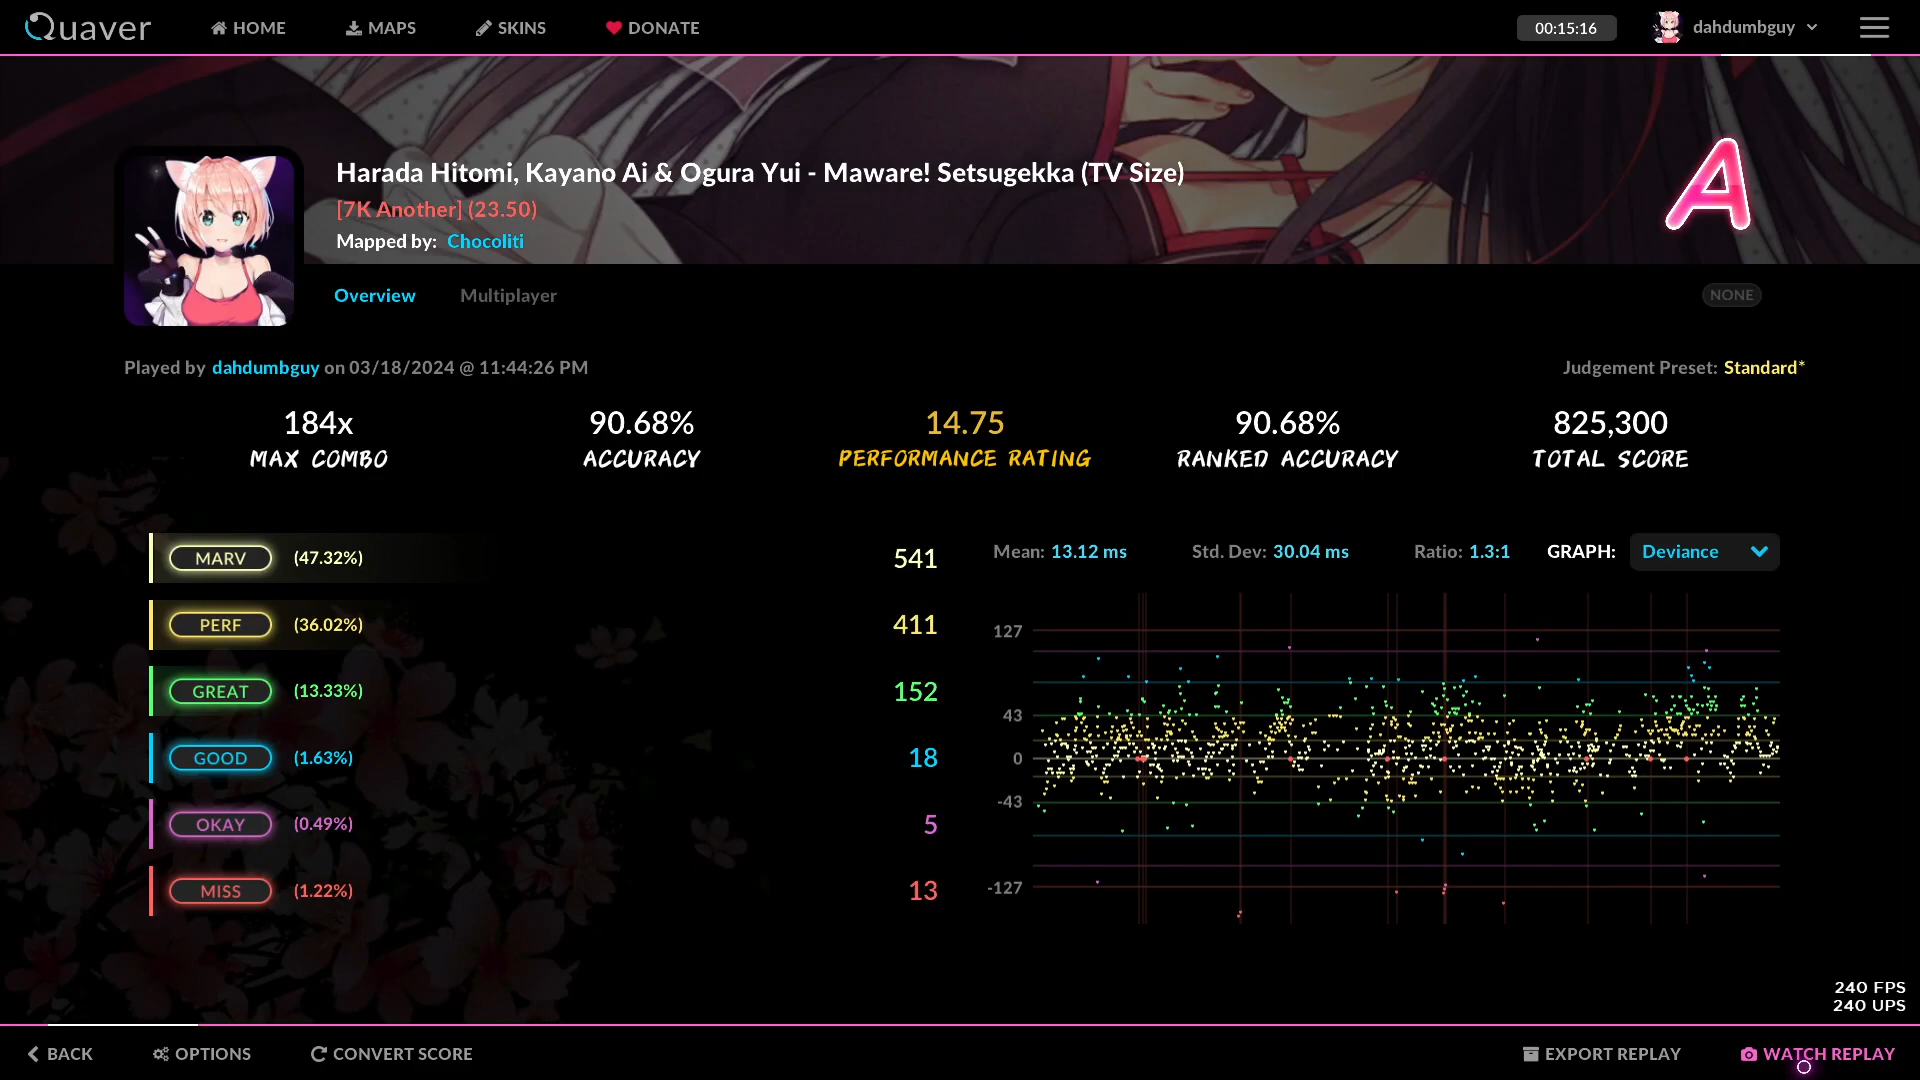 Quaver
HOME
MAPS
SKINS
DONATE
00:15:16
dahdumbguy
Harada Hitomi, Kayano Ai & Ogura Yui - Maware! Setsugekka (TV Size)
[7K Another] (23.50)
Mapped by: Chocoliti
A
Overview
Multiplayer
NONE
Played by dahdumbguy on 03/18/2024 @ 11:44:26 PM
Judgement Preset: Standard*
184x
MAX COMBO
90.68%
ACCURACY
14.75
PERFORMANCE RATING
90.68%
RANKED ACCURACY
825,300
TOTAL SCORE
MARV (47.32%) 541
PERF (36.02%) 411
GREAT (13.33%) 152
GOOD (1.63%) 18
OKAY (0.49%) 5
MISS (1.22%) 13
Mean: 13.12 ms
Std. Dev: 30.04 ms
Ratio: 1.3:1
GRAPH: Deviance
127
43
0
-43
-127
240 FPS
240 UPS
BACK
OPTIONS
CONVERT SCORE
EXPORT REPLAY
WATCH REPLAY